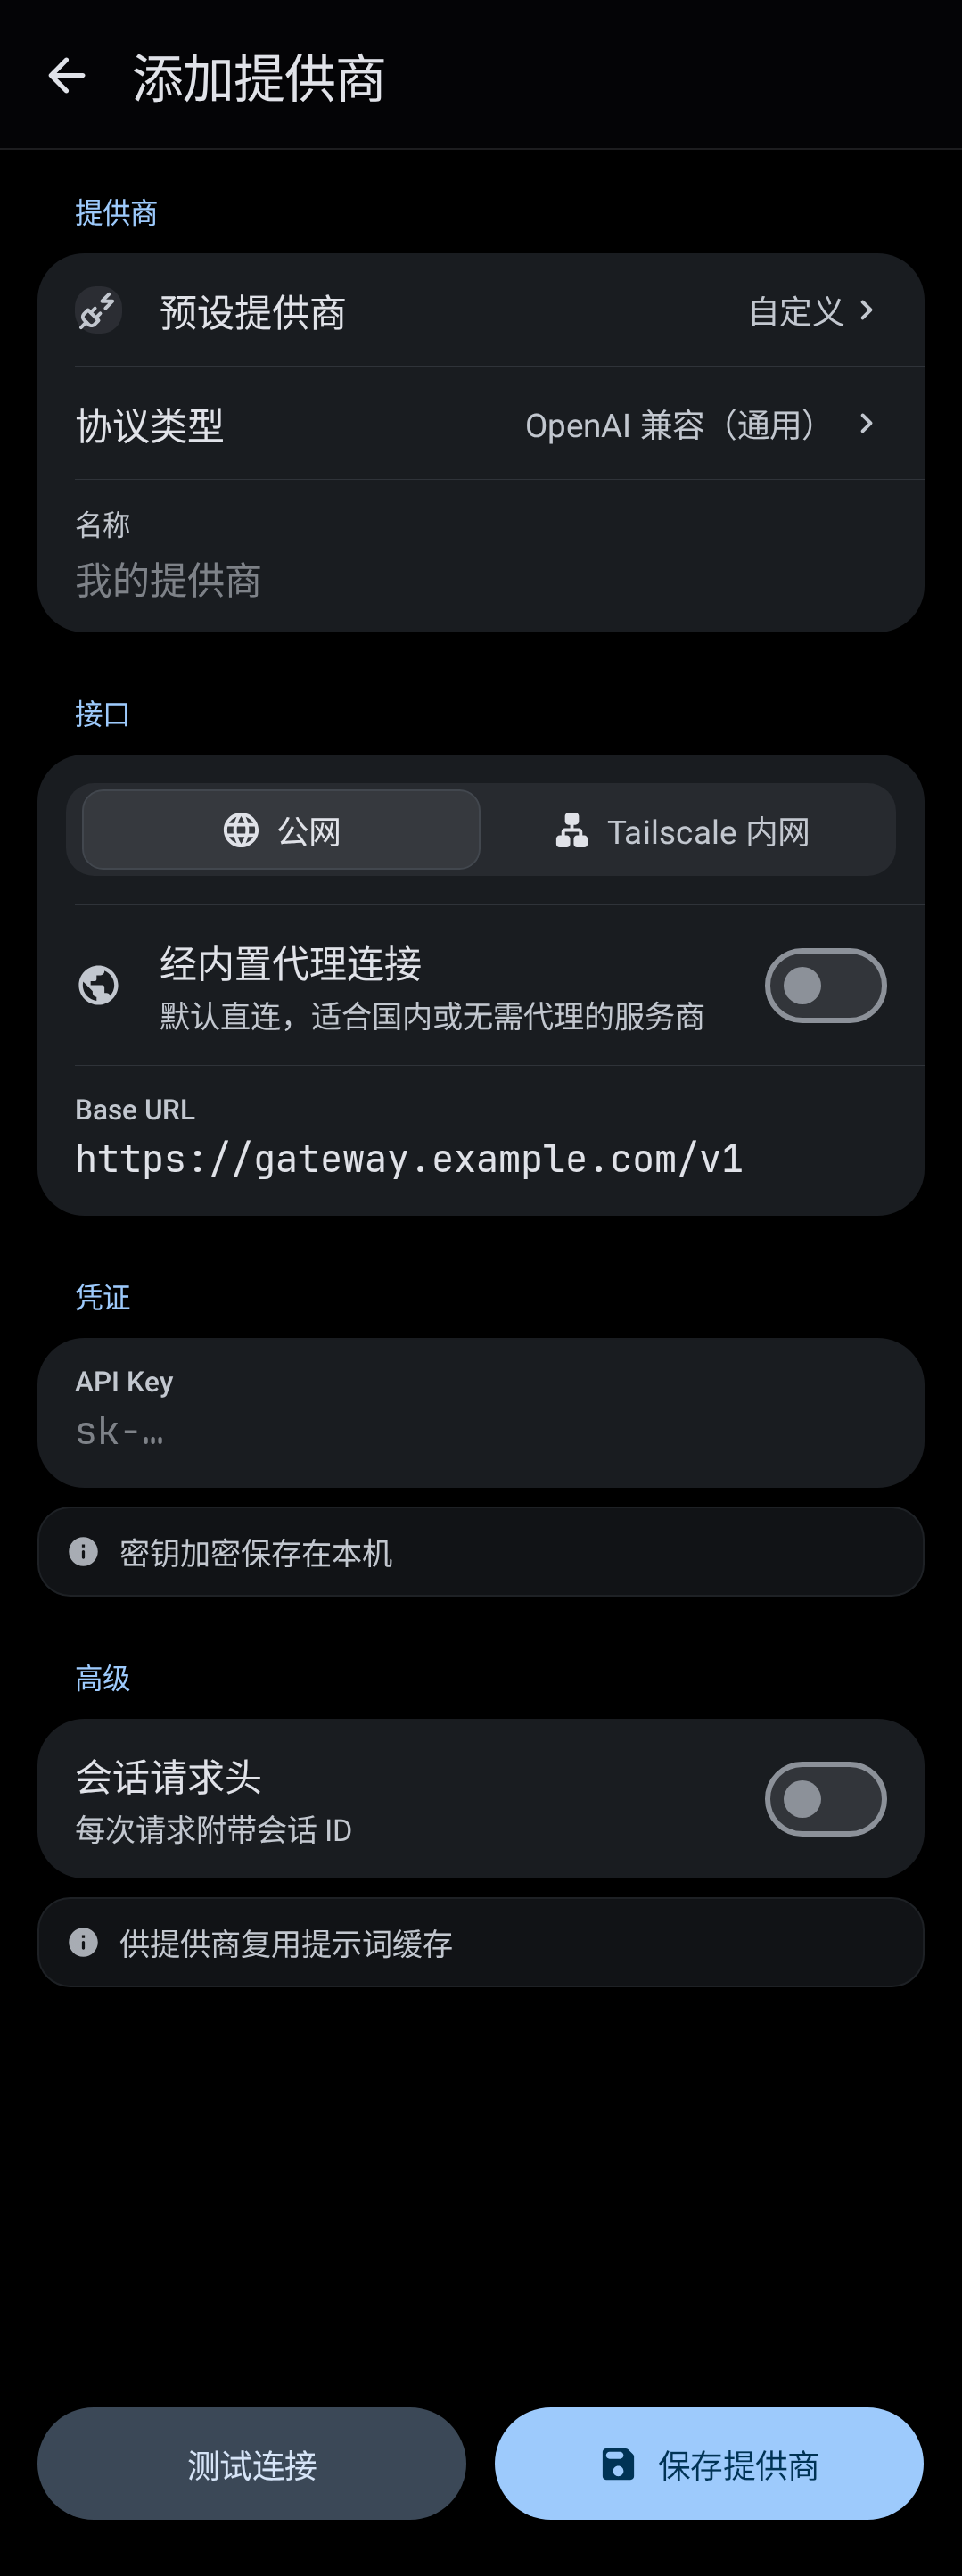 添加提供商
提供商
预设提供商 自定义
协议类型 OpenAI 兼容（通用）
名称
我的提供商
接口
公网 Tailscale 内网
经内置代理连接
默认直连，适合国内或无需代理的服务商
Base URL
https://gateway.example.com/v1
凭证
API Key
sk-…
密钥加密保存在本机
高级
会话请求头
每次请求附带会话 ID
供提供商复用提示词缓存
测试连接 保存提供商